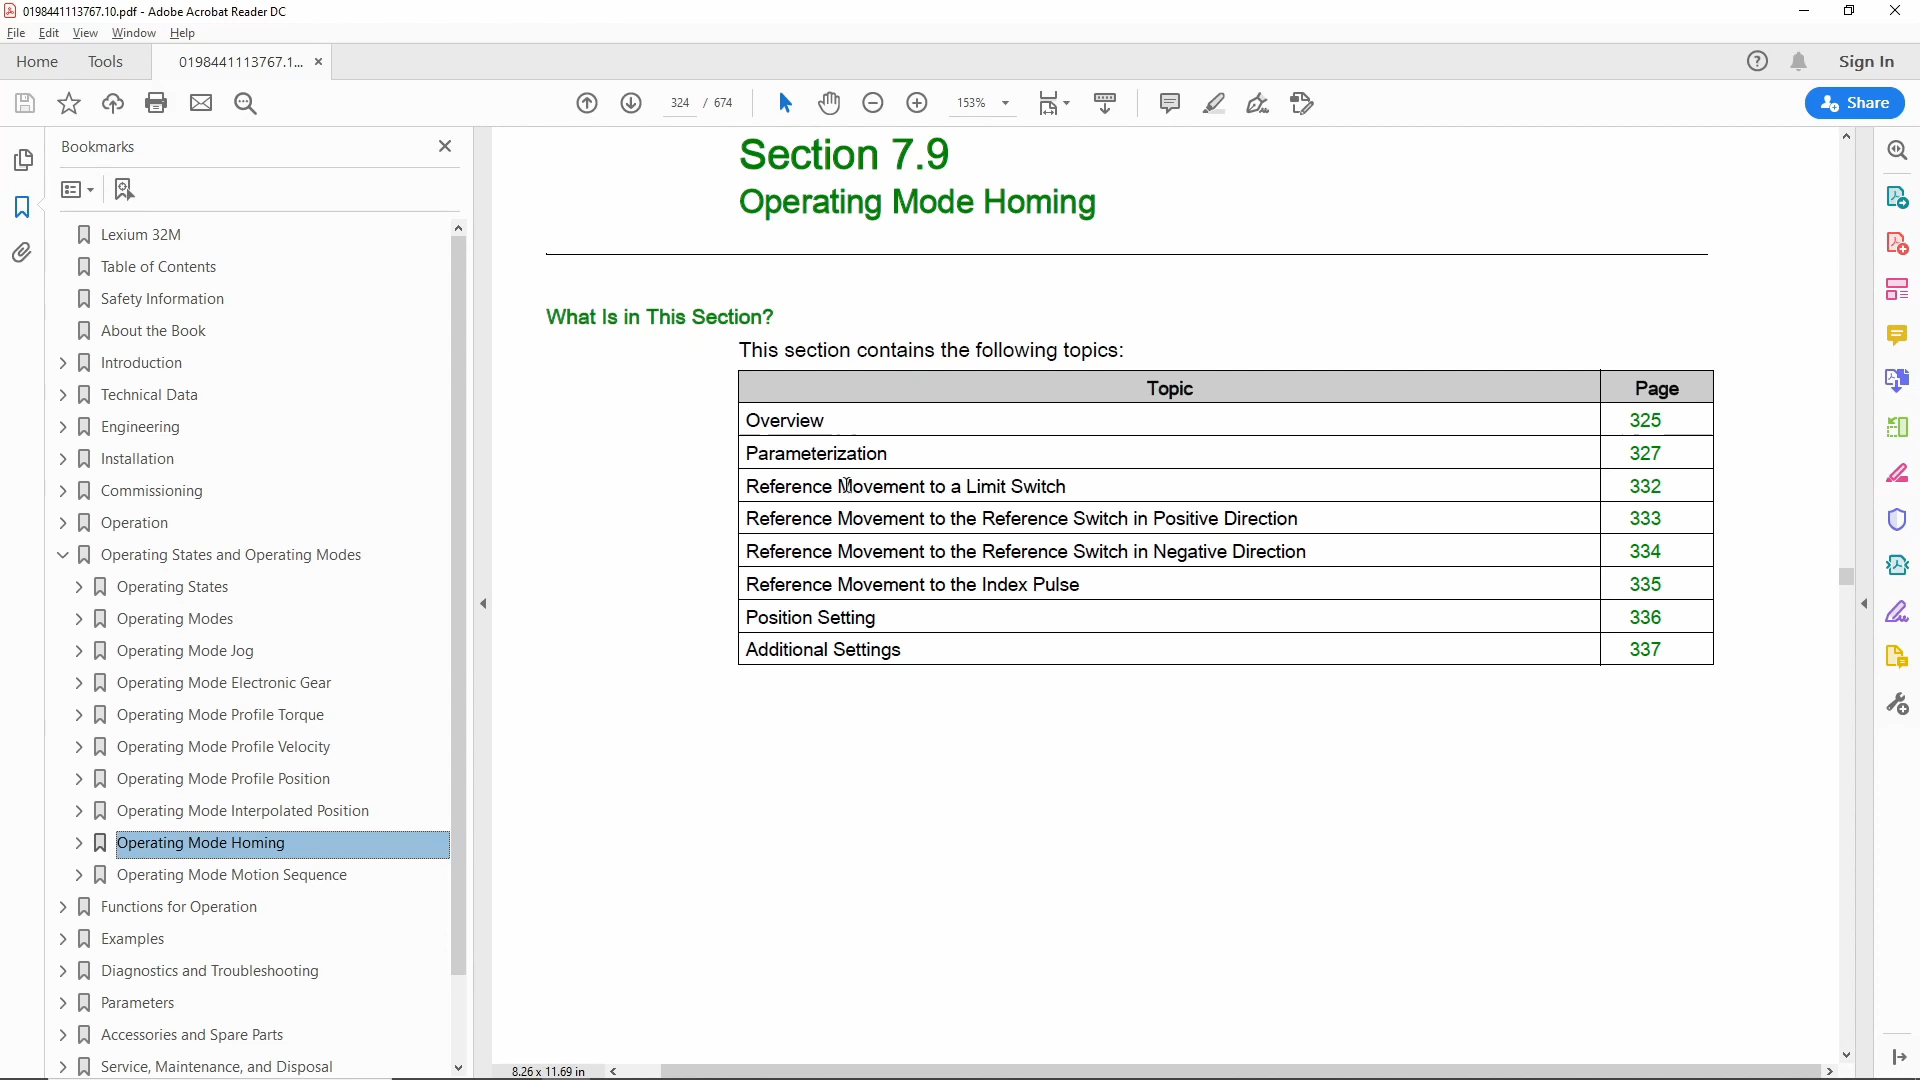 0198441113767.10.pdf - Adobe Acrobat Reader DC
File Edit View Window Help
Home Tools 0198441113767.1... × Sign In
324 / 674 153% Share
Bookmarks
Lexium 32M
Table of Contents
Safety Information
About the Book
Introduction
Technical Data
Engineering
Installation
Commissioning
Operation
Operating States and Operating Modes
Operating States
Operating Modes
Operating Mode Jog
Operating Mode Electronic Gear
Operating Mode Profile Torque
Operating Mode Profile Velocity
Operating Mode Profile Position
Operating Mode Interpolated Position
Operating Mode Homing
Operating Mode Motion Sequence
Functions for Operation
Examples
Diagnostics and Troubleshooting
Parameters
Accessories and Spare Parts
Service, Maintenance, and Disposal
Section 7.9
Operating Mode Homing
What Is in This Section?
This section contains the following topics:
Topic Page
Overview 325
Parameterization 327
Reference Movement to a Limit Switch 332
Reference Movement to the Reference Switch in Positive Direction 333
Reference Movement to the Reference Switch in Negative Direction 334
Reference Movement to the Index Pulse 335
Position Setting 336
Additional Settings 337
8.26 x 11.69 in